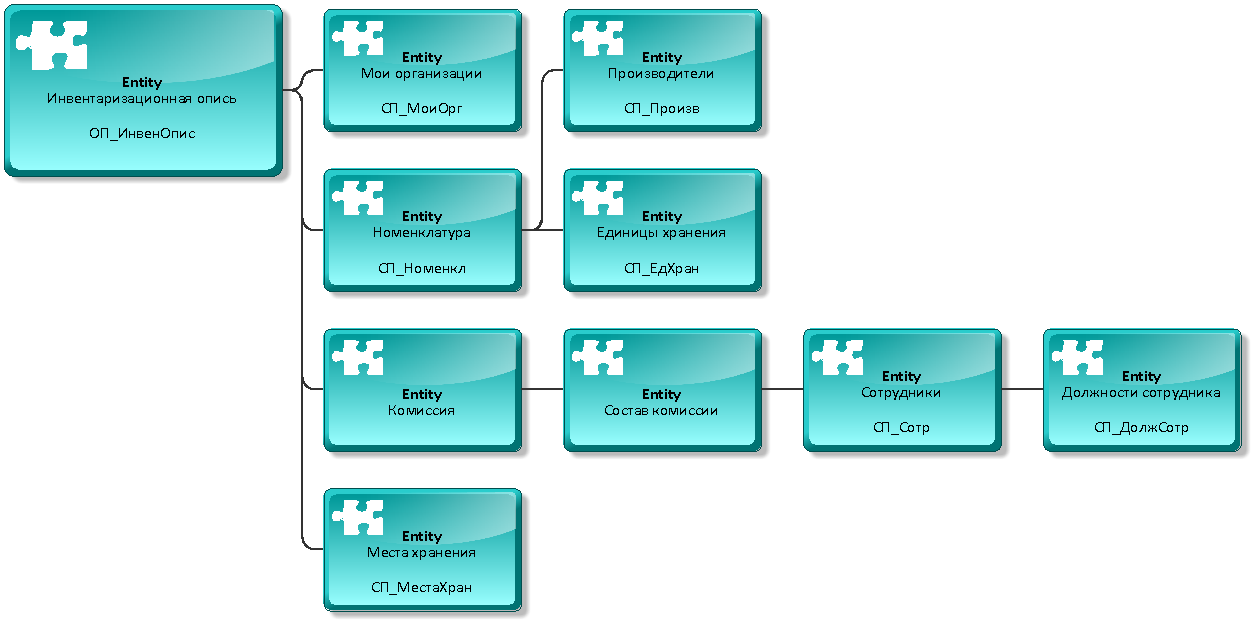 Entity
Инвентаризационная опись
ОП_ИнвенОпис
Entity
Мои организации
СП_МоиОрг
Entity
Производители
СП_Произв
Entity
Номенклатура
СП_Номенкл
Entity
Единицы хранения
СП_ЕдХран
Entity
Комиссия
Entity
Состав комиссии
Entity
Сотрудники
СП_Сотр
Entity
Должности сотрудника
СП_ДолжСотр
Entity
Места хранения
СП_МестаХран